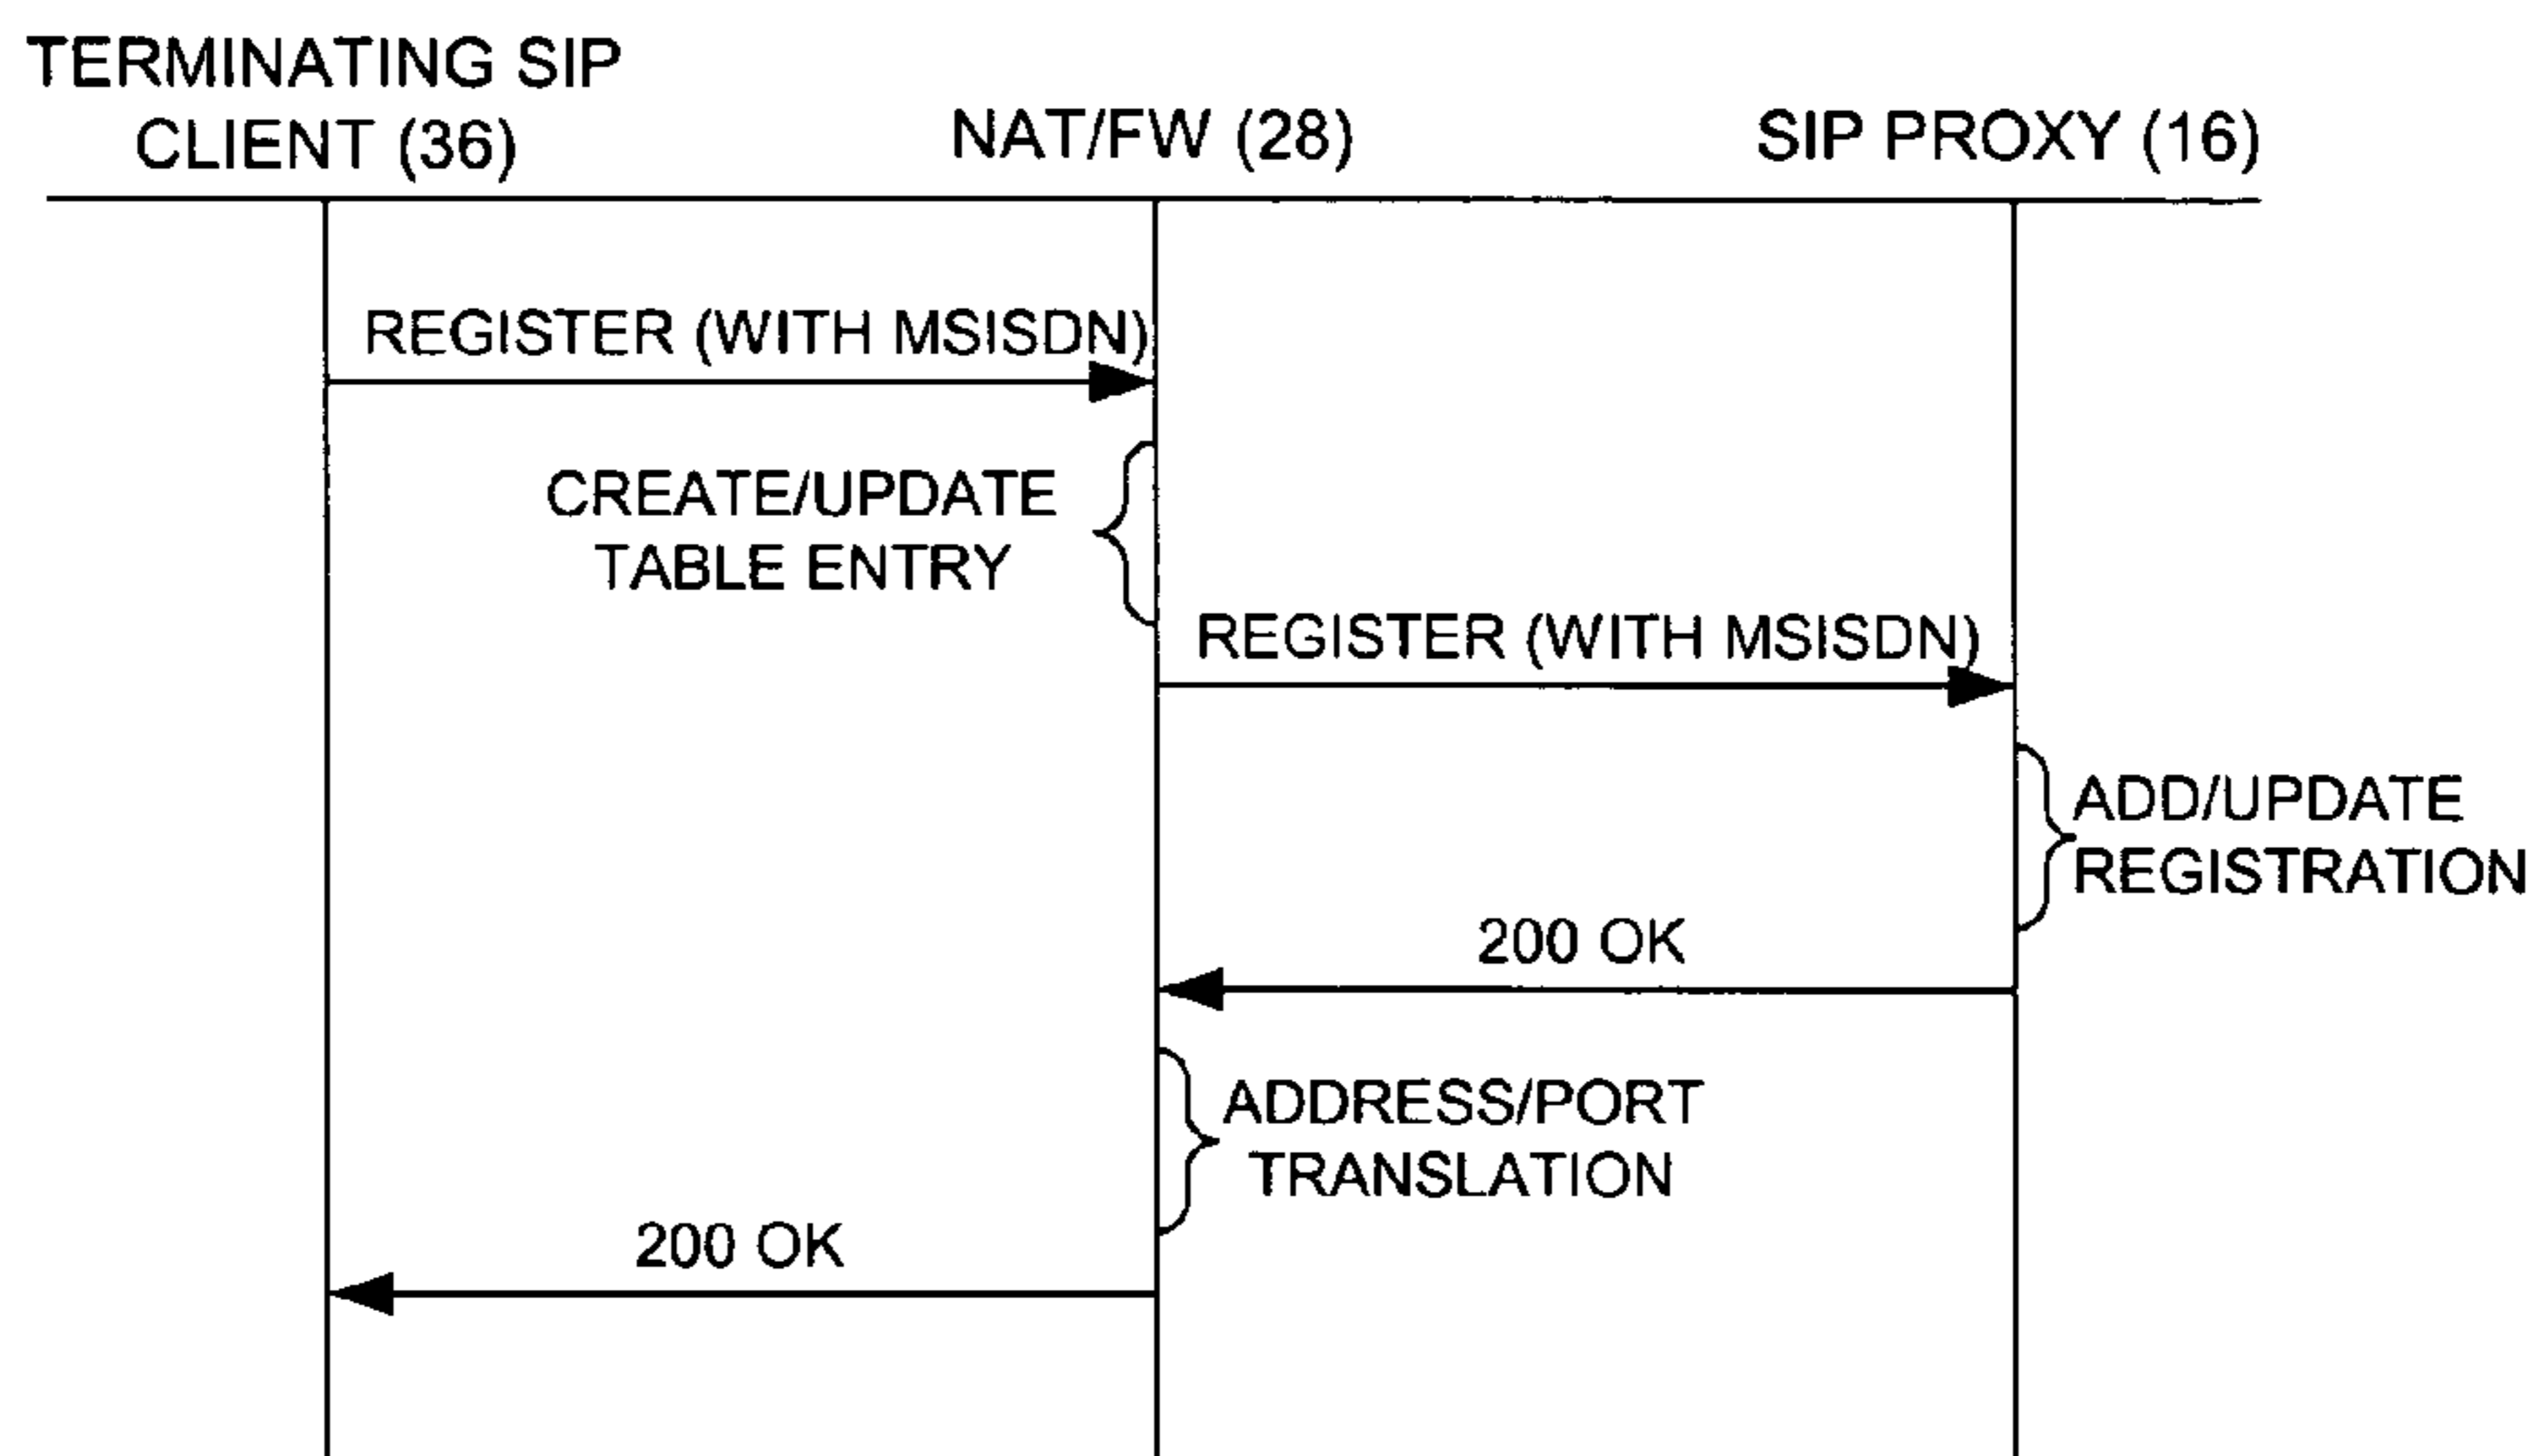 TERMINATING SIP
CLIENT (36)
NAT/FW (28)
SIP PROXY (16)
REGISTER (WITH MSISDN)
CREATE/UPDATE
TABLE ENTRY
REGISTER (WITH MSISDN)
ADD/UPDATE
REGISTRATION
200 OK
ADDRESS/PORT
TRANSLATION
200 OK